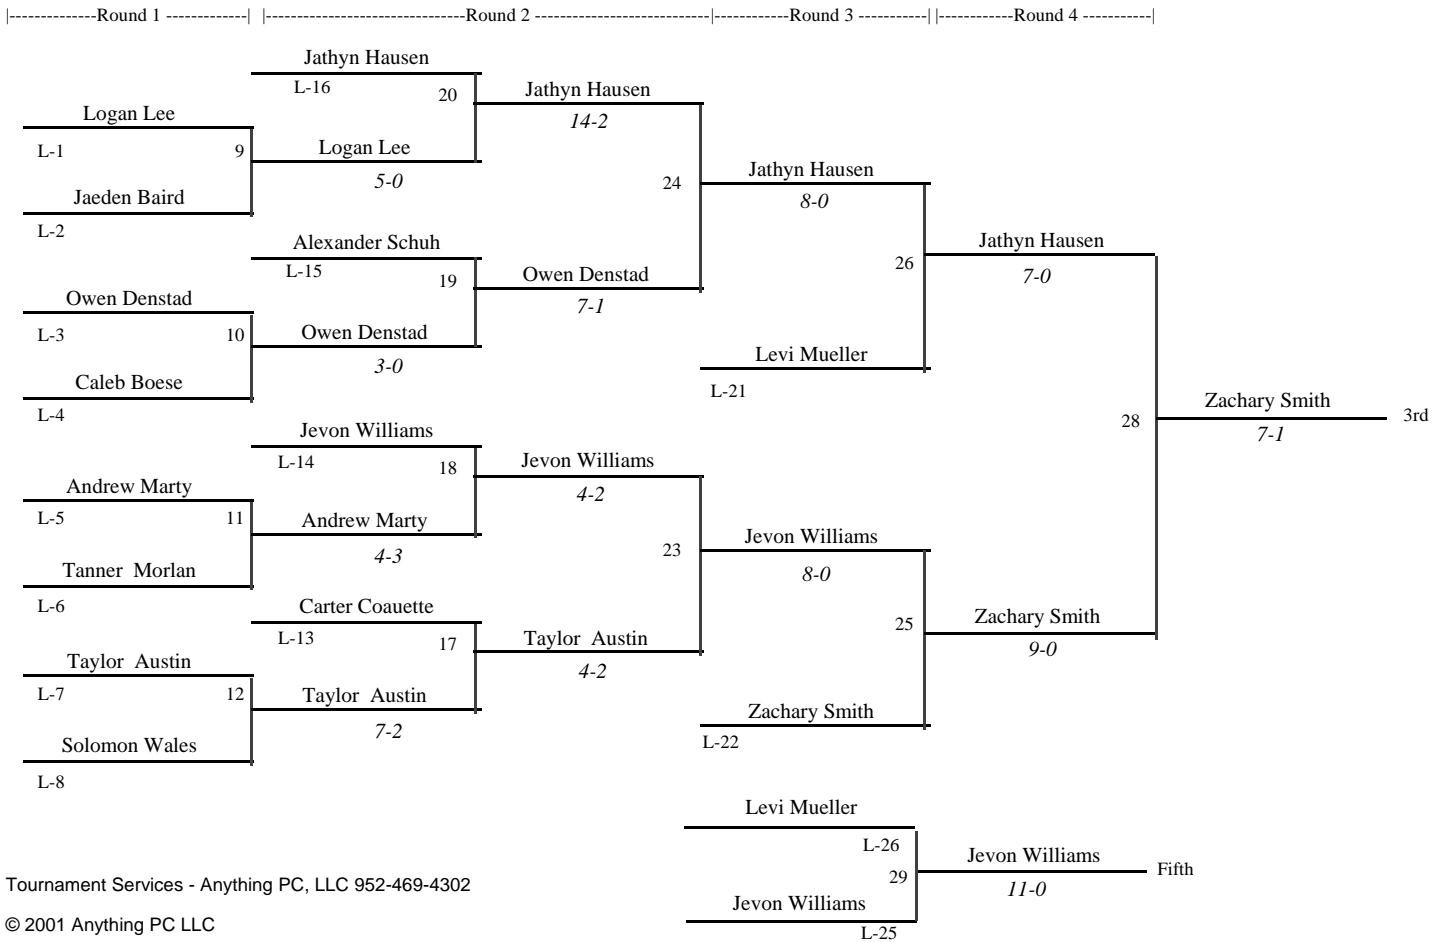 |-------------Round 1 -------------| |--------------------------------Round 2 ----------------------------|------------Round 3 -----------| |------------Round 4 -----------|
Jathyn Hausen
L-16
20
Jathyn Hausen
14-2
Logan Lee
L-1
9
Logan Lee
5-0
Jaeden Baird
L-2
24
Jathyn Hausen
8-0
Alexander Schuh
L-15
19
Owen Denstad
7-1
Jathyn Hausen
7-0
26
Owen Denstad
L-3
10
Owen Denstad
3-0
Caleb Boese
L-4
Levi Mueller
L-21
Zachary Smith
7-1
3rd
28
Jevon Williams
L-14
18
Jevon Williams
4-2
Andrew Marty
L-5
11
Andrew Marty
4-3
Tanner  Morlan
L-6
23
Jevon Williams
8-0
Carter Coauette
L-13
17
Taylor  Austin
4-2
25
Zachary Smith
9-0
Taylor  Austin
L-7
12
Taylor  Austin
7-2
Solomon Wales
L-8
Zachary Smith
L-22
Levi Mueller
L-26
29
Jevon Williams
11-0
Fifth
Jevon Williams
L-25
Tournament Services - Anything PC, LLC 952-469-4302
© 2001 Anything PC LLC